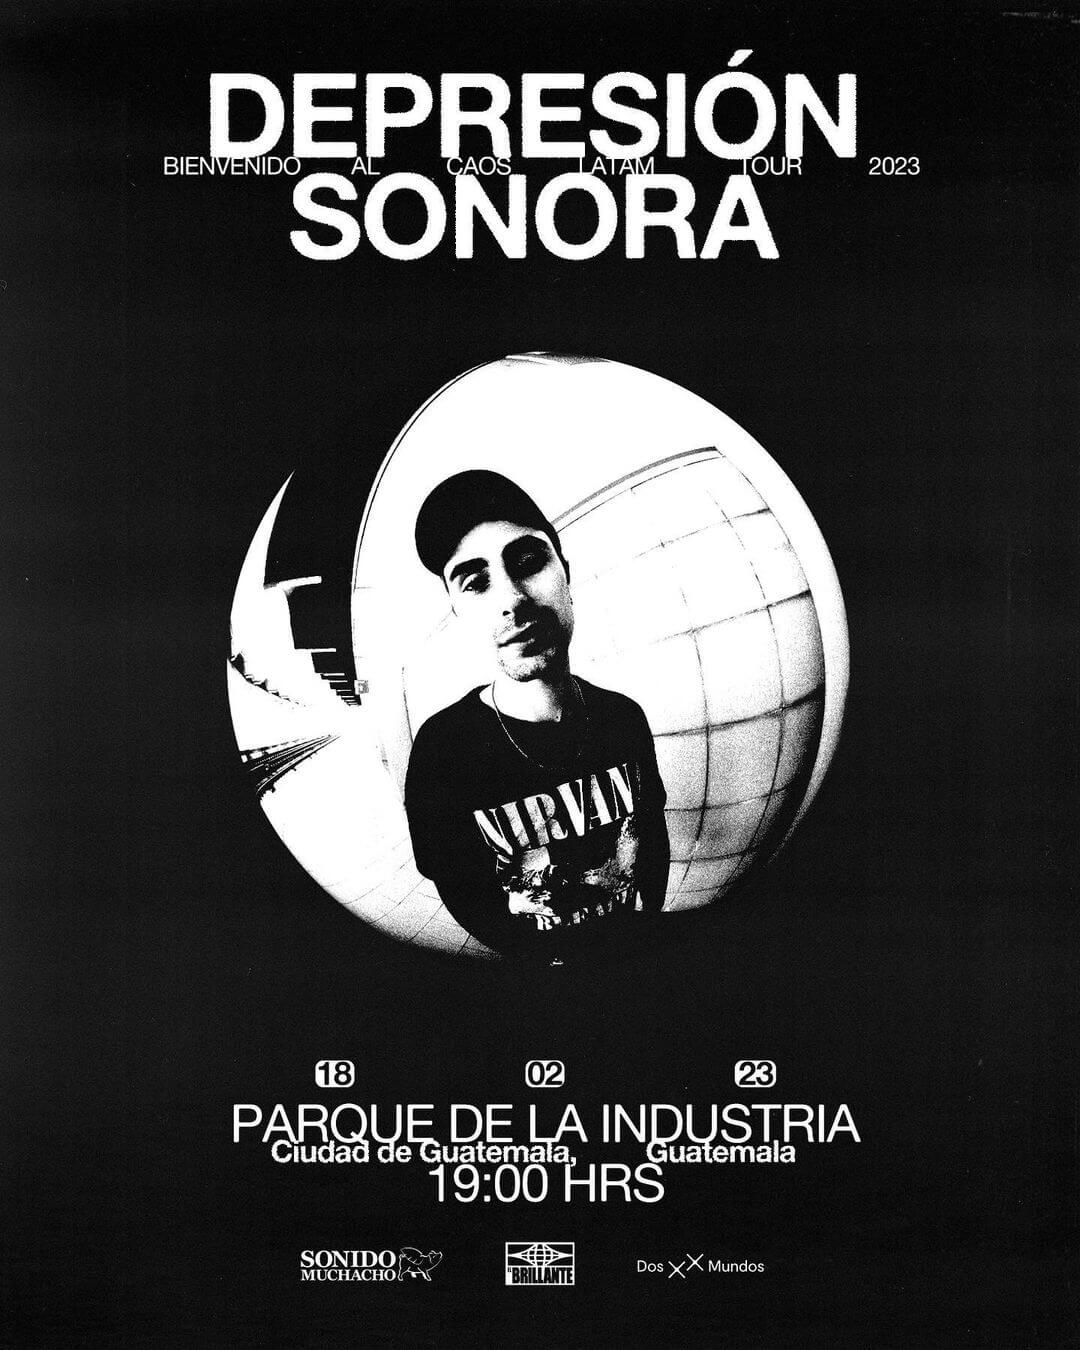 DEPRESIÓN
BIENVENIDO AL CAOS LATAM TOUR 2023
SONORA
NIRVAN
18 02 23
PARQUE DE LA INDUSTRIA
Ciudad de Guatemala, Guatemala
19:00 HRS
SONIDO
MUCHACHO
BRILLANTE
Dos Mundos